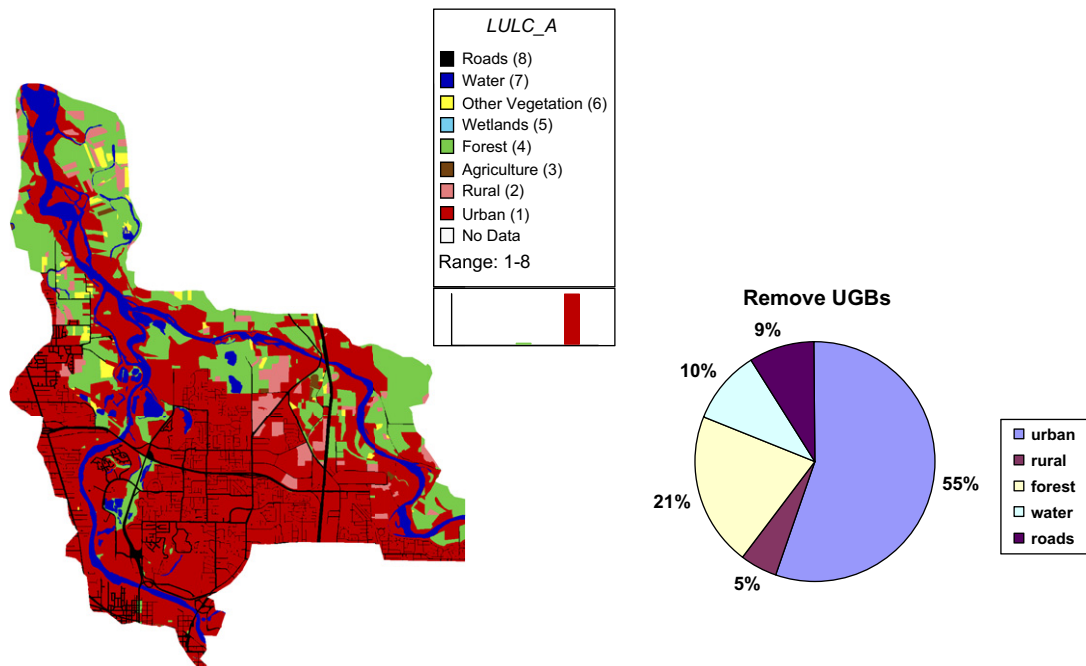 LULC_A
Roads (8)
Water (7)
Other Vegetation (6)
Wetlands (5)
Forest (4)
Agriculture (3)
Rural (2)
Urban (1)
No Data
Range: 1-8
Remove UGBs
9%
10%
21%
5%
55%
urban
rural
forest
water
roads